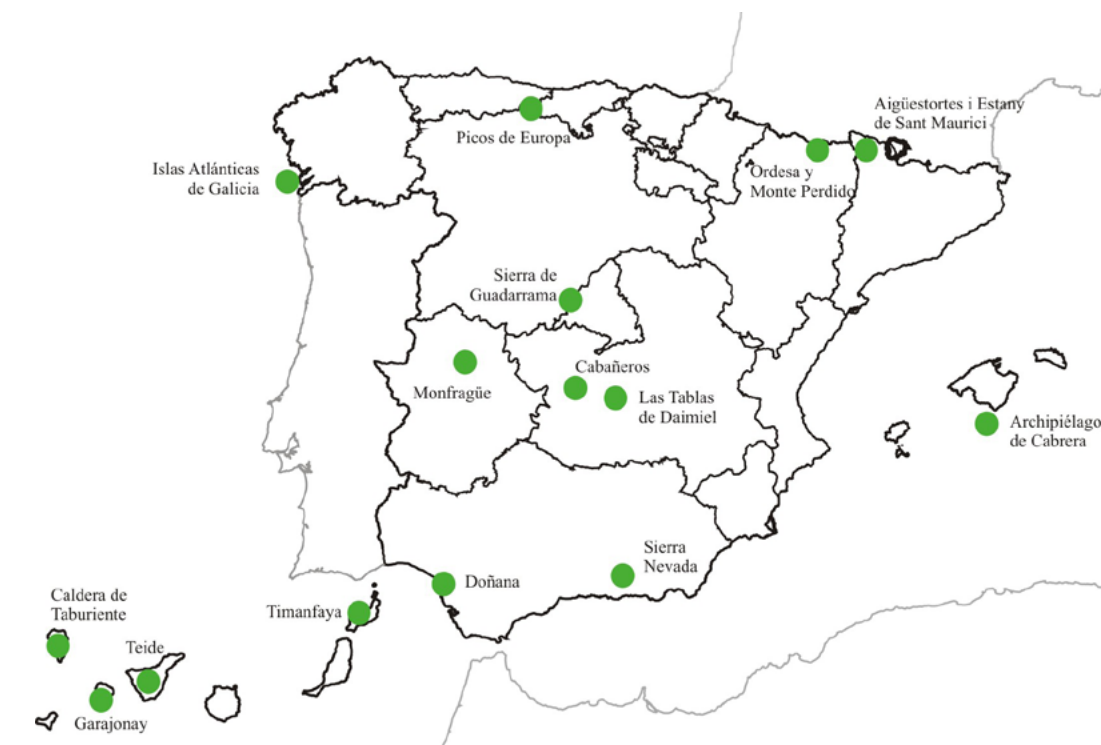 Aigüestortes i Estany
de Sant Maurici
Picos de Europa
Islas Atlánticas
de Galicia
Ordesa y
Monte Perdido
Sierra de
Guadarrama
Cabañeros
Monfragüe
Las Tablas
de Daimiel
Archipiélago
de Cabrera
Sierra
Nevada
Doñana
Caldera de
Taburiente
Timanfaya
Teide
Garajonay